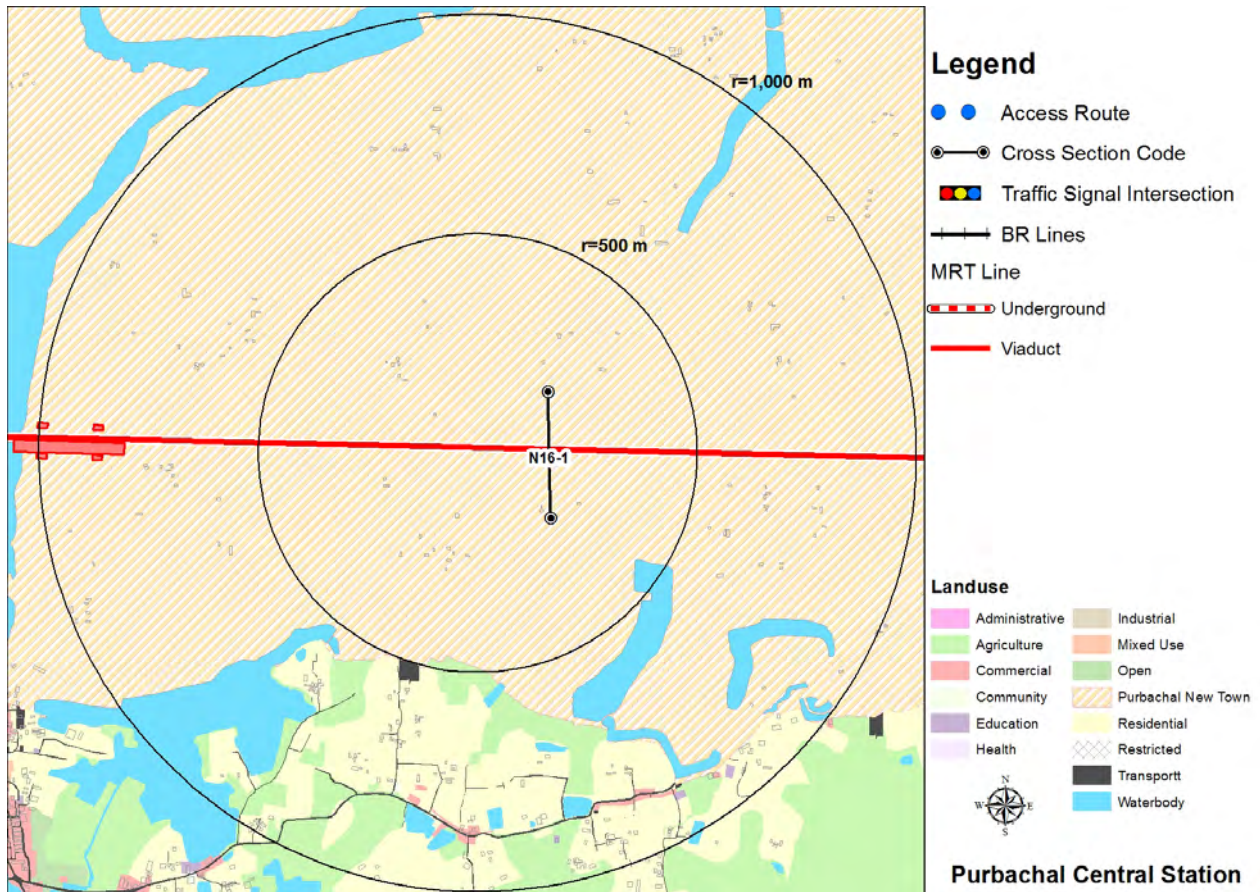 r=1,000 m
r=500 m
N16-1
Legend
Access Route
Cross Section Code
Traffic Signal Intersection
BR Lines
MRT Line
Underground
Viaduct
Landuse
Administrative
Agriculture
Commercial
Community
Education
Health
Industrial
Mixed Use
Open
Purbachal New Town
Residential
Restricted
Transportt
Waterbody
N
W E
S
Purbachal Central Station